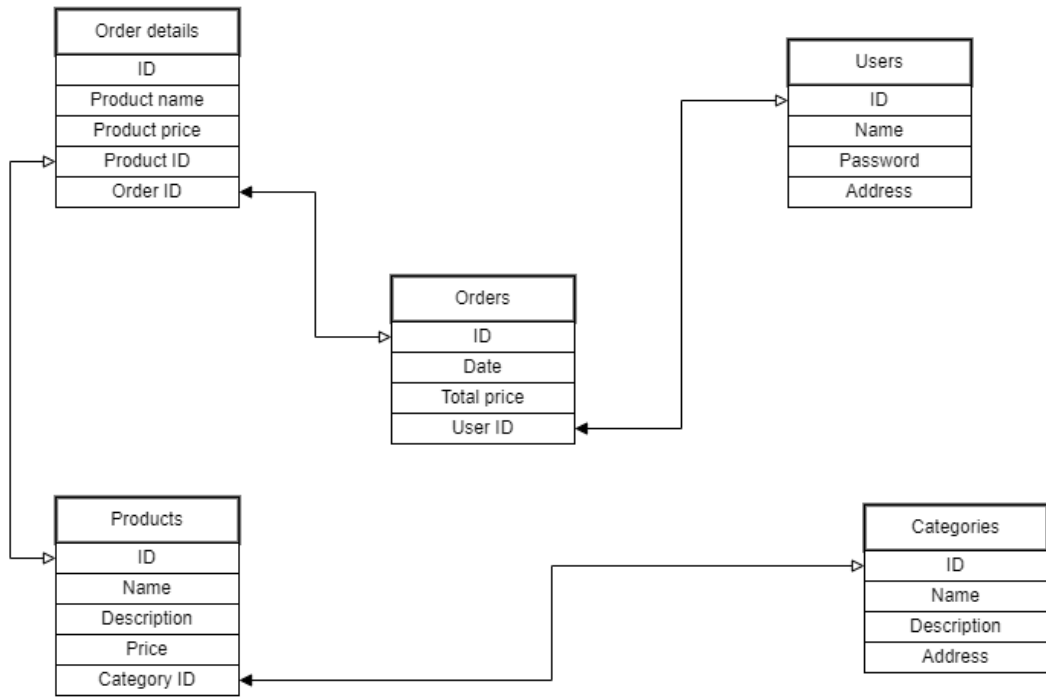 Order details
ID
Product name
Product price
Product ID
Order ID
Users
ID
Name
Password
Address
Orders
ID
Date
Total price
User ID
Products
ID
Name
Description
Price
Category ID
Categories
ID
Name
Description
Address